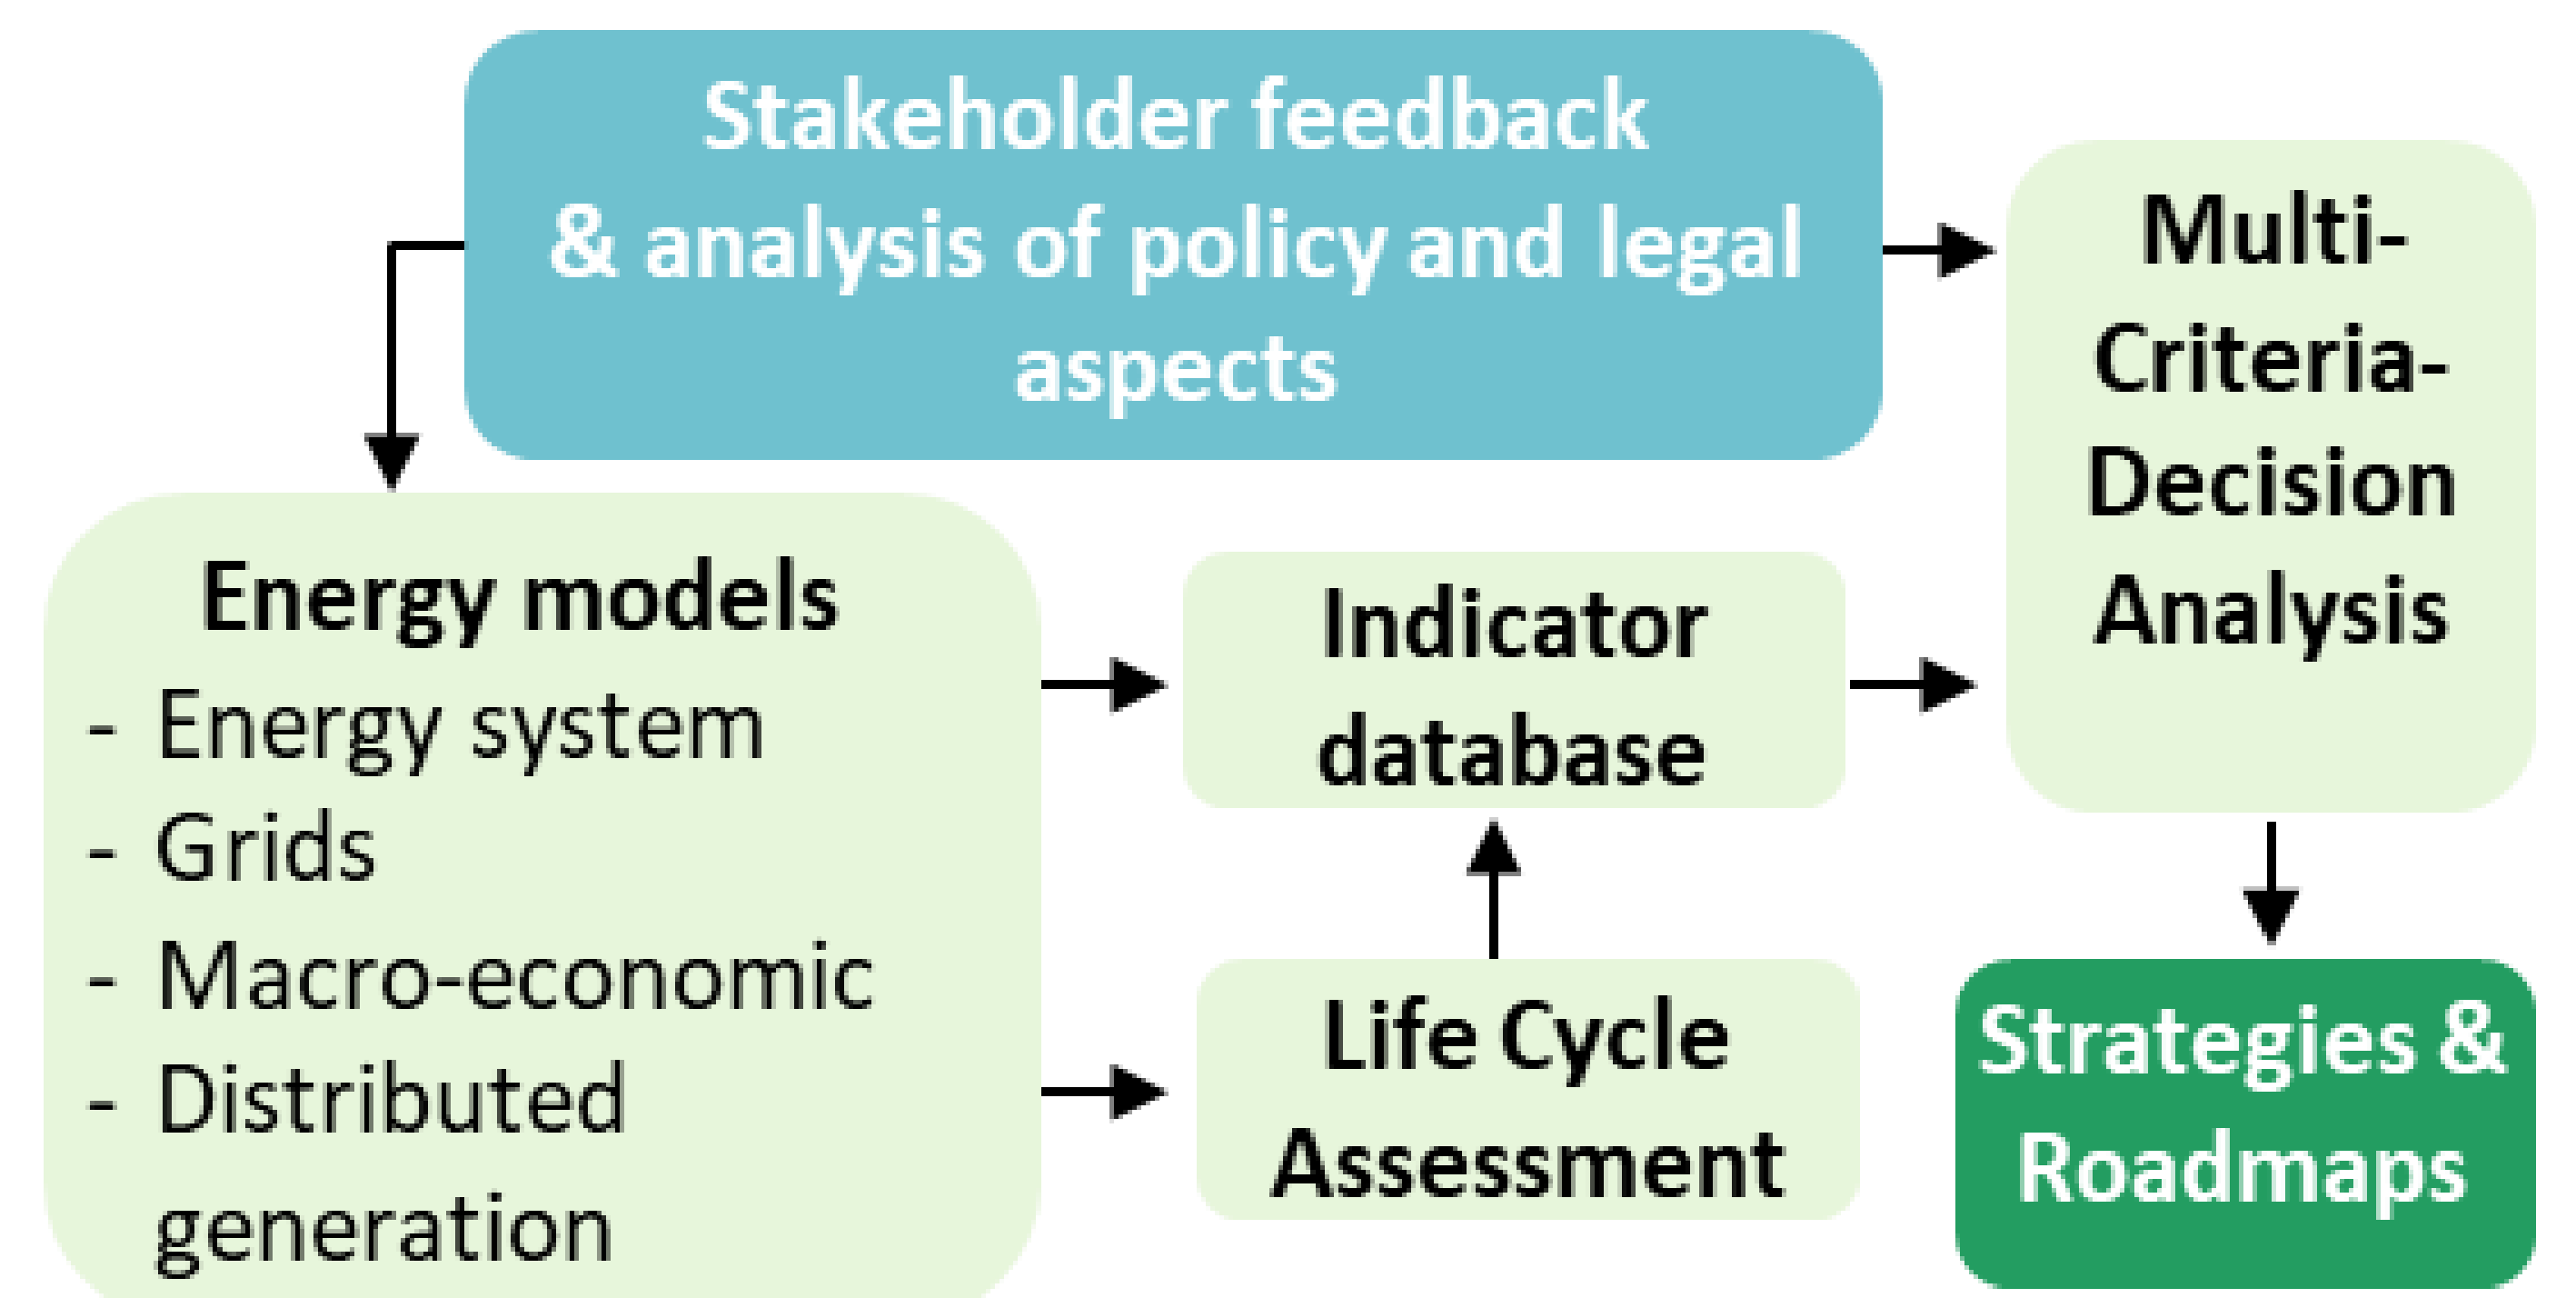 Stakeholder feedback
& analysis of policy and legal
aspects
Multi-
Criteria-
Decision
Analysis
Energy models
- Energy system
- Grids
- Macro-economic
- Distributed
generation
Indicator
database
Life Cycle
Assessment
Strategies &
Roadmaps